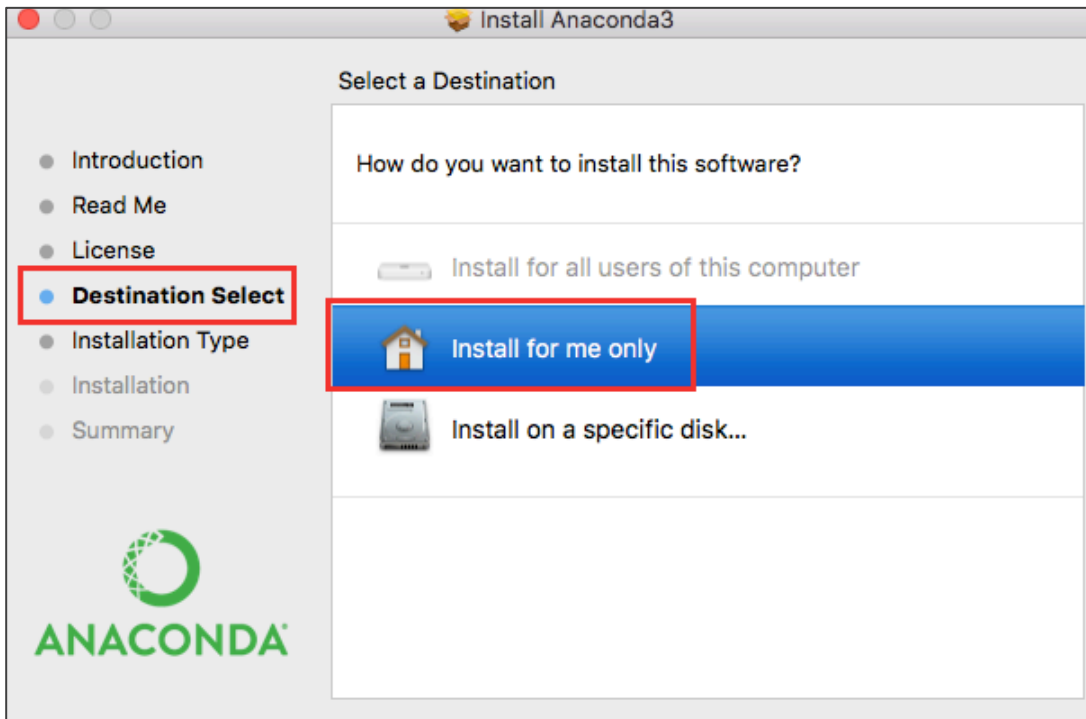 Install Anaconda3
Select a Destination
Introduction
Read Me
License
Destination Select
Installation Type
Installation
Summary
How do you want to install this software?
Install for all users of this computer
Install for me only
Install on a specific disk...
ANACONDA